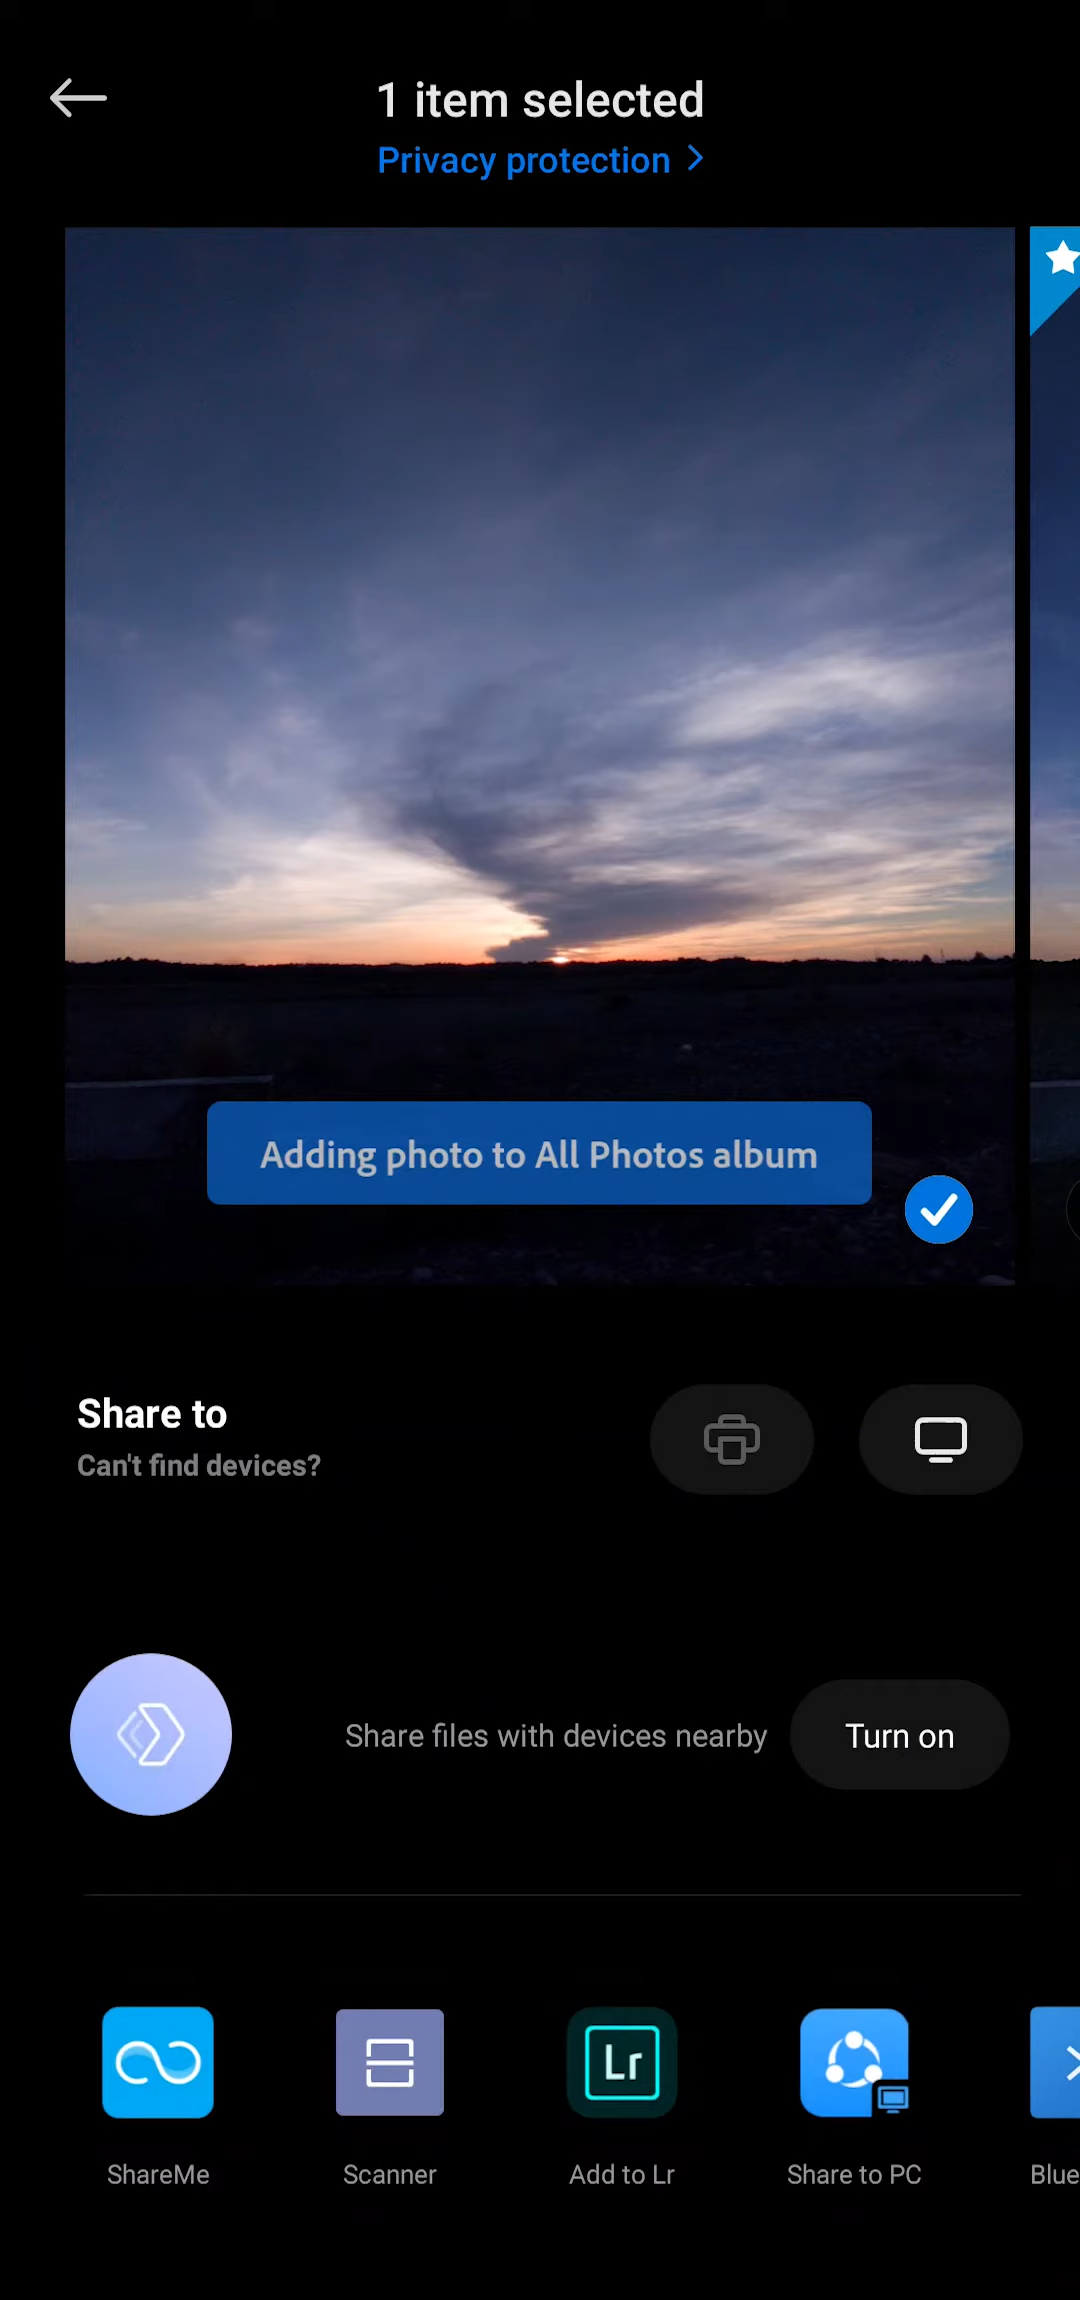 1 item selected
Privacy protection
Adding photo to All Photos album
Share to
Can't find devices?
Share files with devices nearby
Turn on
Lr
ShareMe
Scanner
Add to Lr
Share to PC
Blue